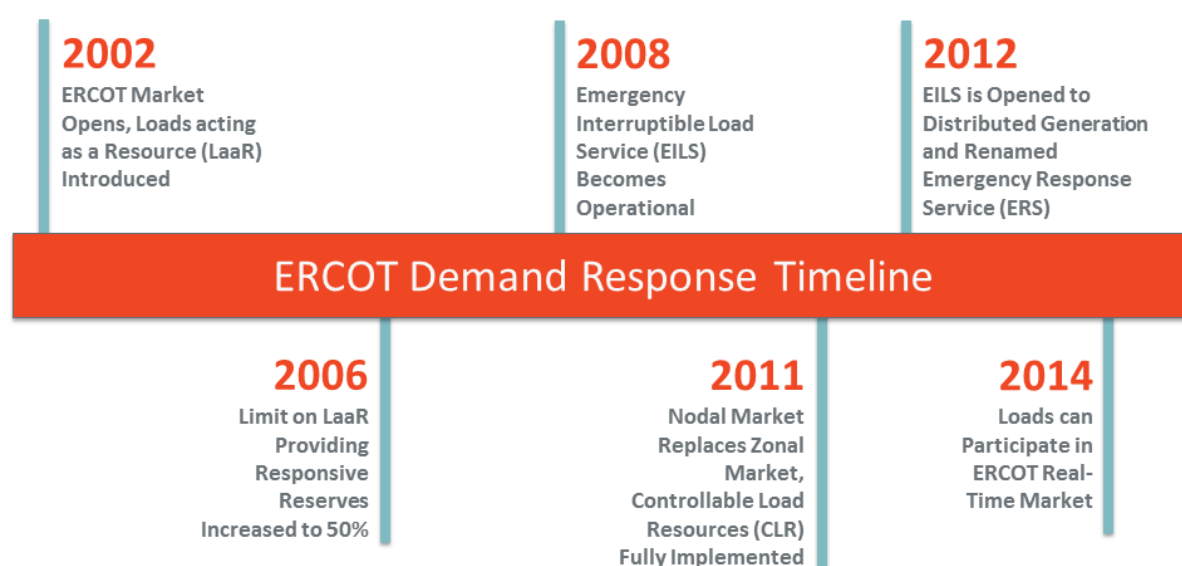 2002
ERCOT Market
Opens, Loads acting
as a Resource (LaaR)
Introduced
2008
Emergency
Interruptible Load
Service (EILS)
Becomes
Operational
2012
EILS is Opened to
Distributed Generation
and Renamed
Emergency Response
Service (ERS)
ERCOT Demand Response Timeline
2006
Limit on LaaR
Providing
Responsive
Reserves
Increased to 50%
2011
Nodal Market
Replaces Zonal
Market,
Controllable Load
Resources (CLR)
Fully Implemented
2014
Loads can
Participate in
ERCOT Real-
Time Market